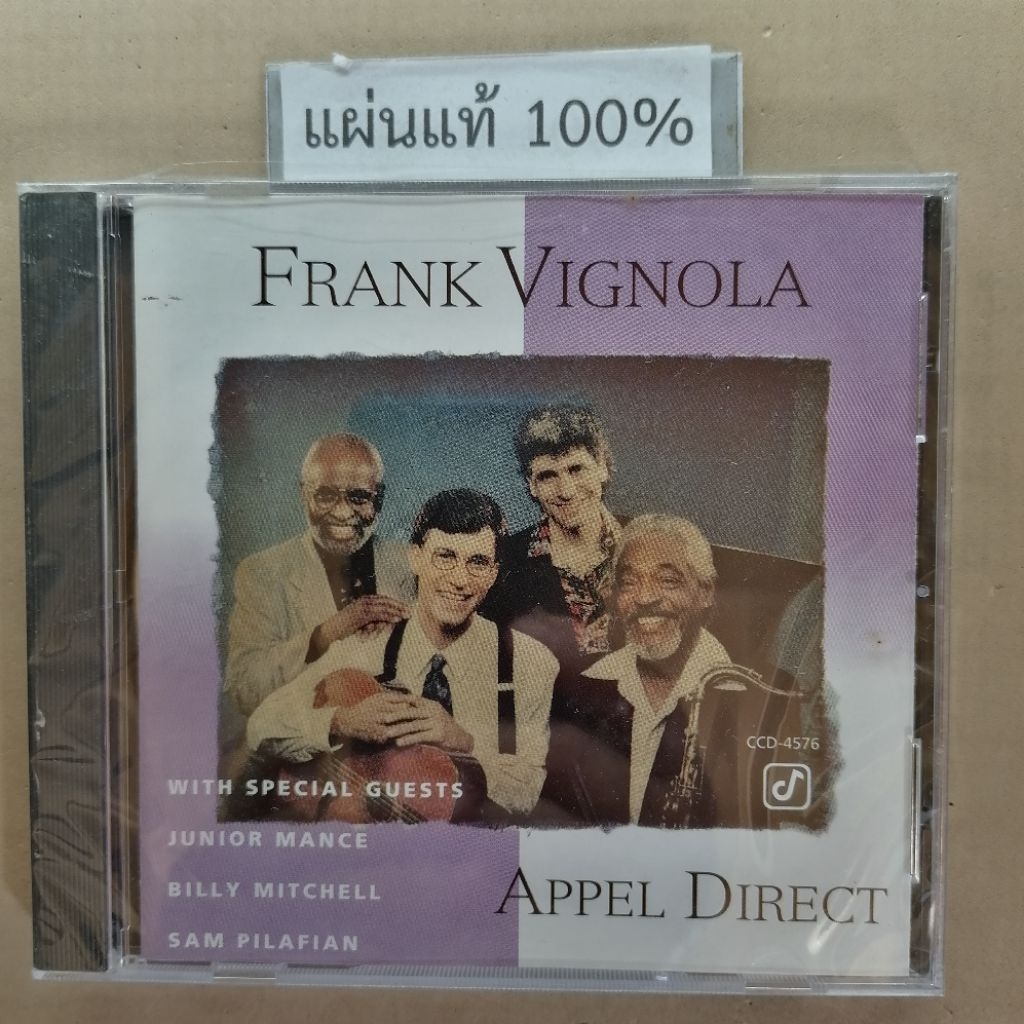 แผ่นแท้ 100%
FRANK VIGNOLA
CCD-4576
WITH SPECIAL GUESTS
JUNIOR MANCE
BILLY MITCHELL
SAM PILAFIAN
APPEL DIRECT